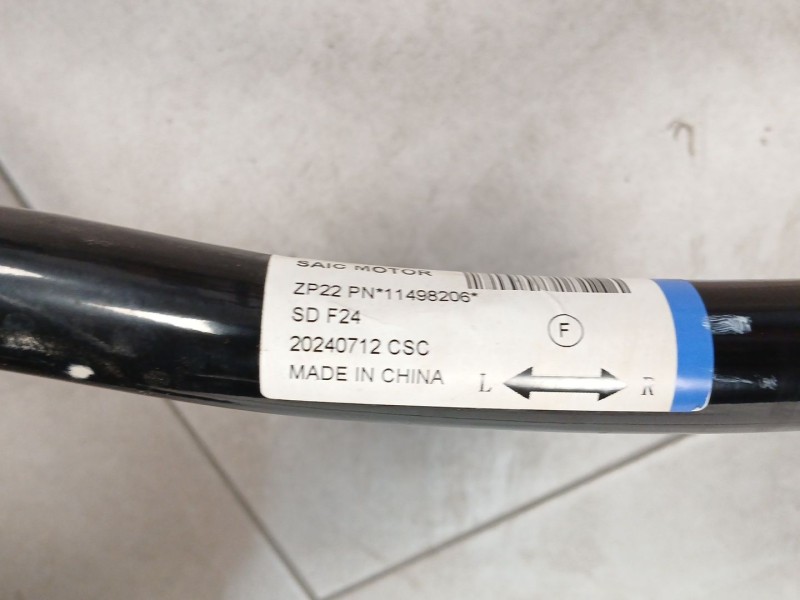 SAIC MOTOR
ZP22 PN*11498206*
SD F24
F
20240712 CSC
MADE IN CHINA
L R